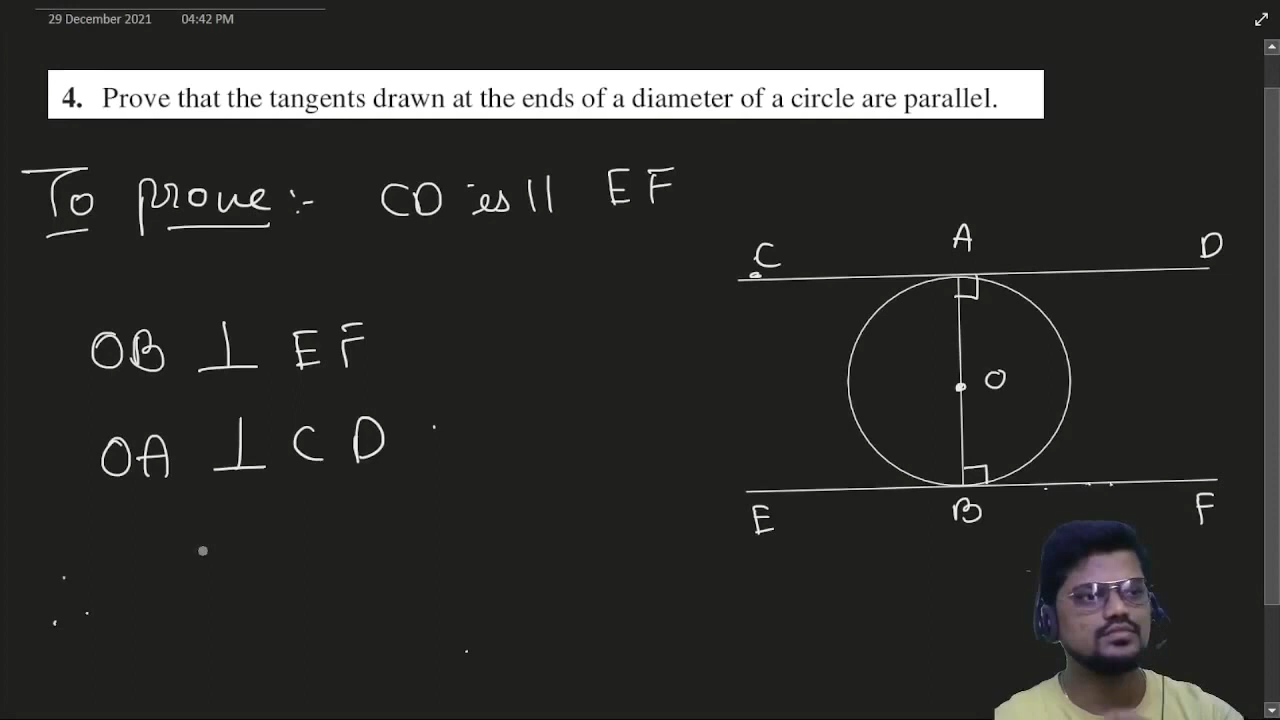 29 December 2021 04:42 PM
4. Prove that the tangents drawn at the ends of a diameter of a circle are parallel.
To prove :- CD is || EF
C A D
OB ⊥ EF
O
OA ⊥ CD
E B F
∴